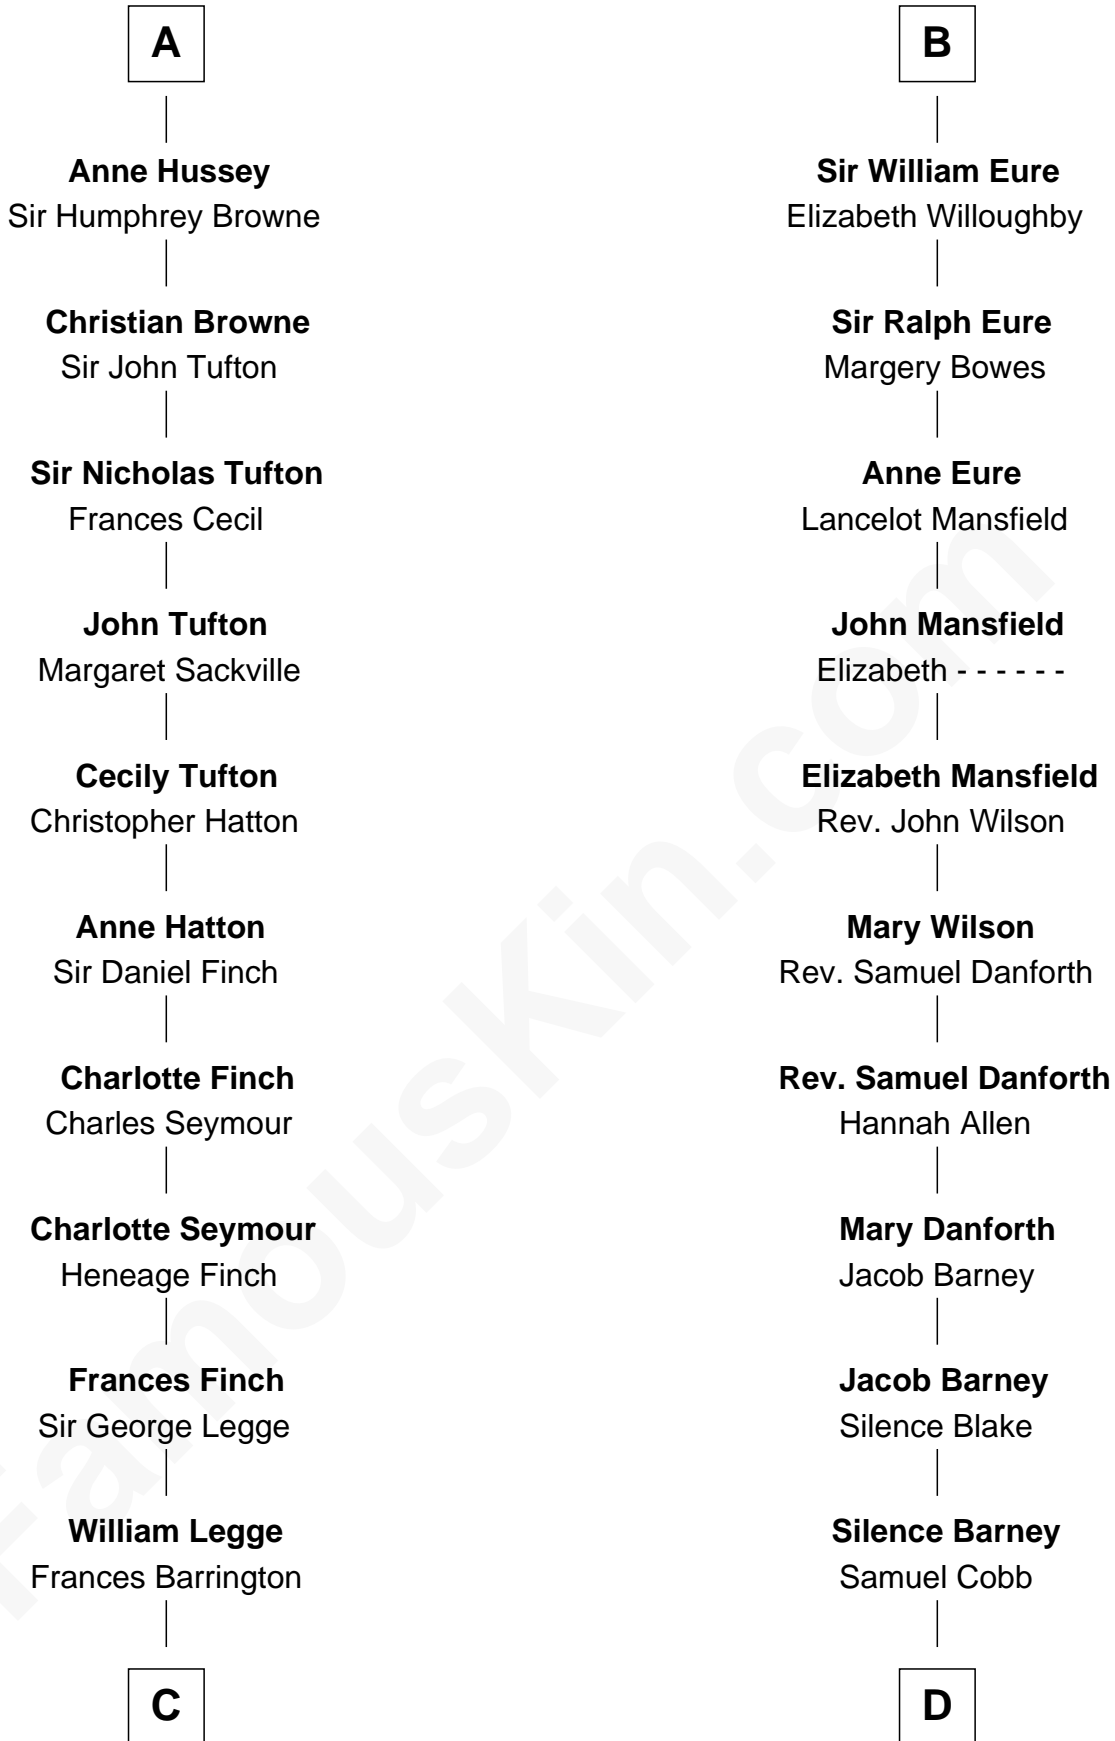 A
Anne Hussey
Sir Humphrey Browne
Christian Browne
Sir John Tufton
Sir Nicholas Tufton
Frances Cecil
John Tufton
Margaret Sackville
Cecily Tufton
Christopher Hatton
Anne Hatton
Sir Daniel Finch
Charlotte Finch
Charles Seymour
Charlotte Seymour
Heneage Finch
Frances Finch
Sir George Legge
William Legge
Frances Barrington
C
B
Sir William Eure
Elizabeth Willoughby
Sir Ralph Eure
Margery Bowes
Anne Eure
Lancelot Mansfield
John Mansfield
Elizabeth - - - - - -
Elizabeth Mansfield
Rev. John Wilson
Mary Wilson
Rev. Samuel Danforth
Rev. Samuel Danforth
Hannah Allen
Mary Danforth
Jacob Barney
Jacob Barney
Silence Blake
Silence Barney
Samuel Cobb
D
FamousKin.com